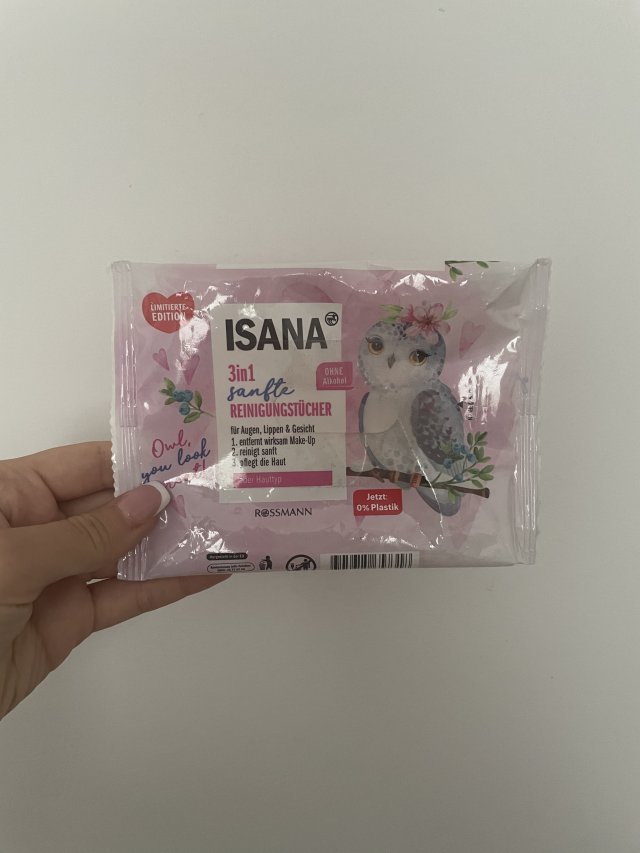 LIMITIERTE
EDITION
ISANA
3in1
sanfte
REINIGUNGSTÜCHER
OHNE
Alkohol
für Augen, Lippen & Gesicht
1. entfernt wirksam Make-Up
2. reinigt sanft
3. pflegt die Haut
Hauttyp
Owl,
you look
Jetzt:
0% Plastik
ROSSMANN